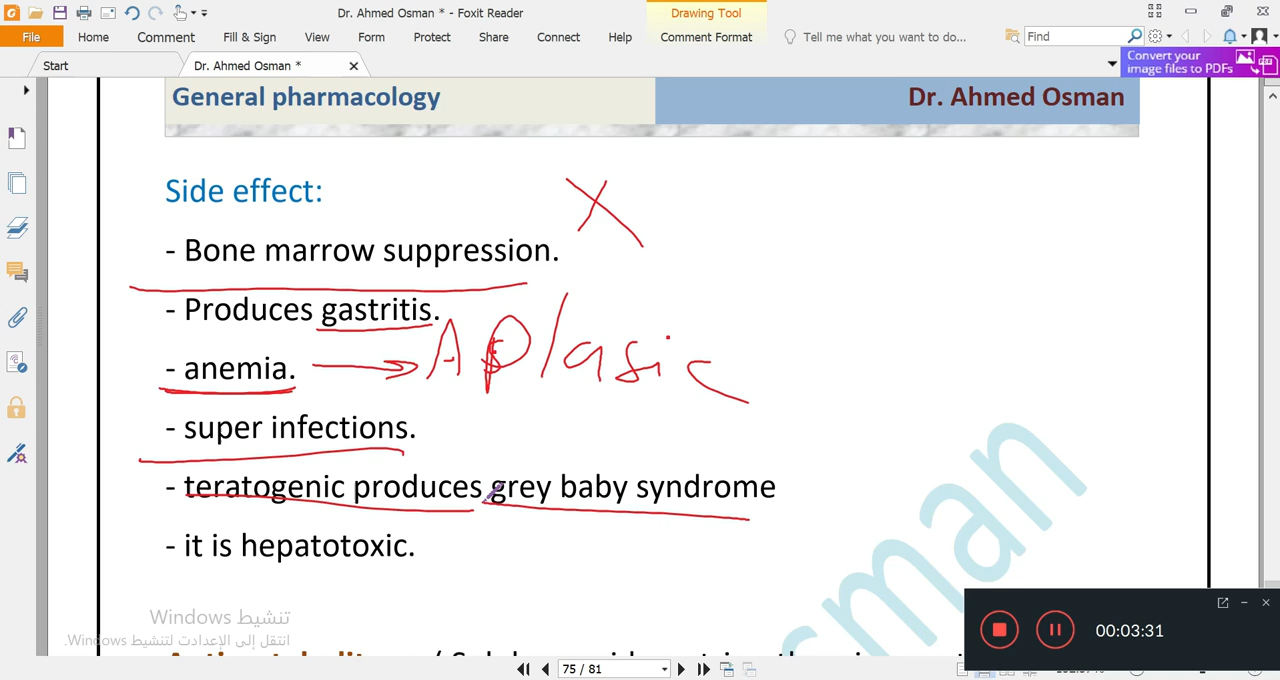 Dr. Ahmed Osman * - Foxit Reader
Drawing Tool
File Home Comment Fill & Sign View Form Protect Share Connect Help Comment Format Tell me what you want to do... Find
Start Dr. Ahmed Osman *
Convert your
image files to PDFs
PDF
General pharmacology Dr. Ahmed Osman
Side effect:
X
- Bone marrow suppression.
- Produces gastritis.
- anemia. Aplasic
- super infections.
- teratogenic produces grey baby syndrome
- it is hepatotoxic.
sman
تنشيط Windows
انتقل إلى الإعدادت لتنشيط Windows.
00:03:31
75 / 81